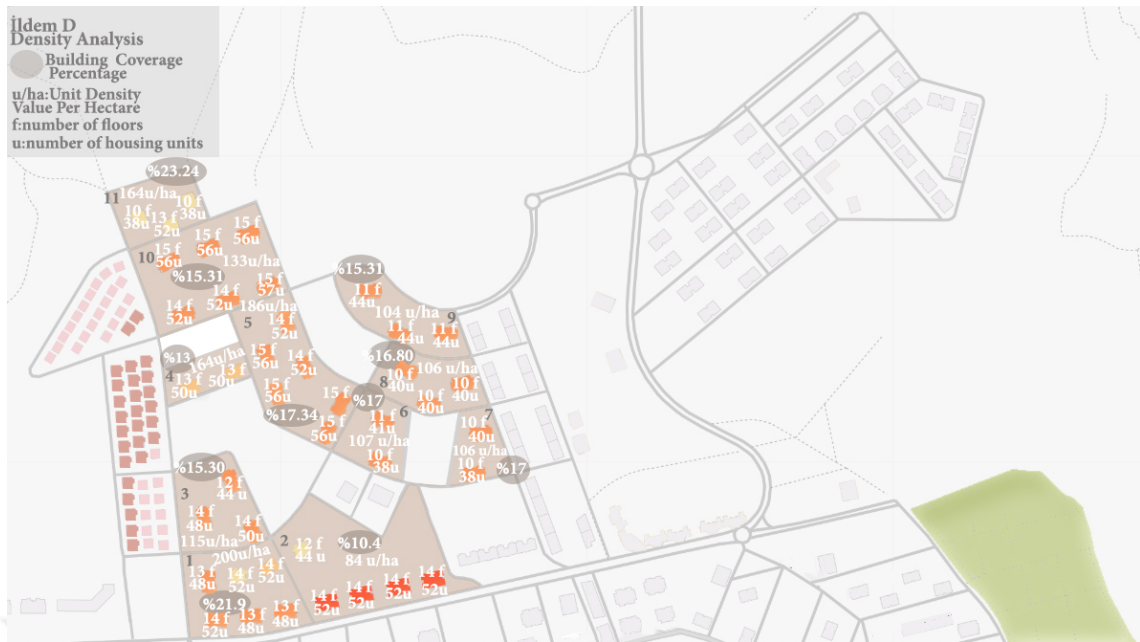 İldem D
Density Analysis
Building Coverage
Percentage
u/ha:Unit Density
Value Per Hectare
f:number of floors
u:number of housing units
%23.24
11
164u/ha
10 f
38u
10 f
38u
13 f
52u
10
15 f
56u
15 f
56u
15 f
56u
133u/ha
%15.31
15 f
57u
14 f
52u
14 f
52u
5
186u/ha
14 f
52u
15 f
56u
14 f
52u
15 f
56u
15 f
15 f
56u
%17.34
%13
4
164u/ha
13 f
50u
13 f
50u
%15.31
11 f
44u
104 u/ha
9
11 f
44u
11 f
44u
%16.80
8
106 u/ha
10 f
40u
10 f
40u
10 f
40u
%17
6
11 f
41u
107 u/ha
10 f
38u
7
10 f
40u
106 u/ha
10 f
38u
%17
%15.30
3
12 f
44 u
14 f
48u
14 f
50u
115u/ha
1
200u/ha
13 f
48u
14 f
52u
14 f
52u
%21.9
14 f
52u
13 f
48u
13 f
48u
2
12 f
44 u
%10.4
84 u/ha
14 f
52u
14 f
52u
14 f
52u
14 f
52u